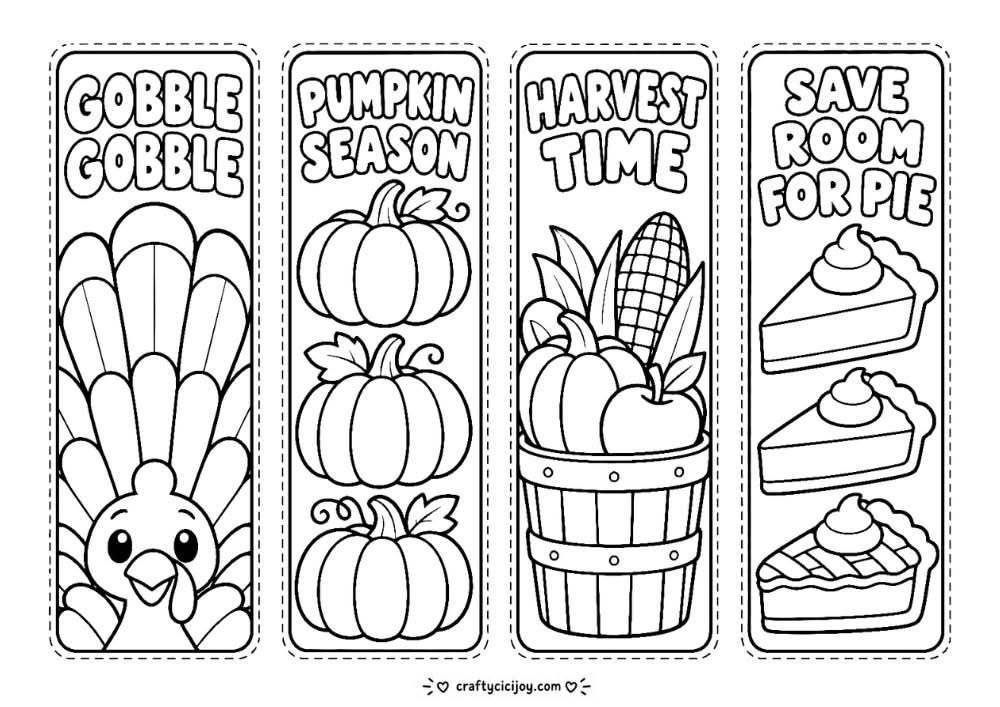 GOBBLE
GOBBLE
PUMPKIN
SEASON
HARVEST
TIME
SAVE
ROOM
FOR PIE
craftycicijoy.com